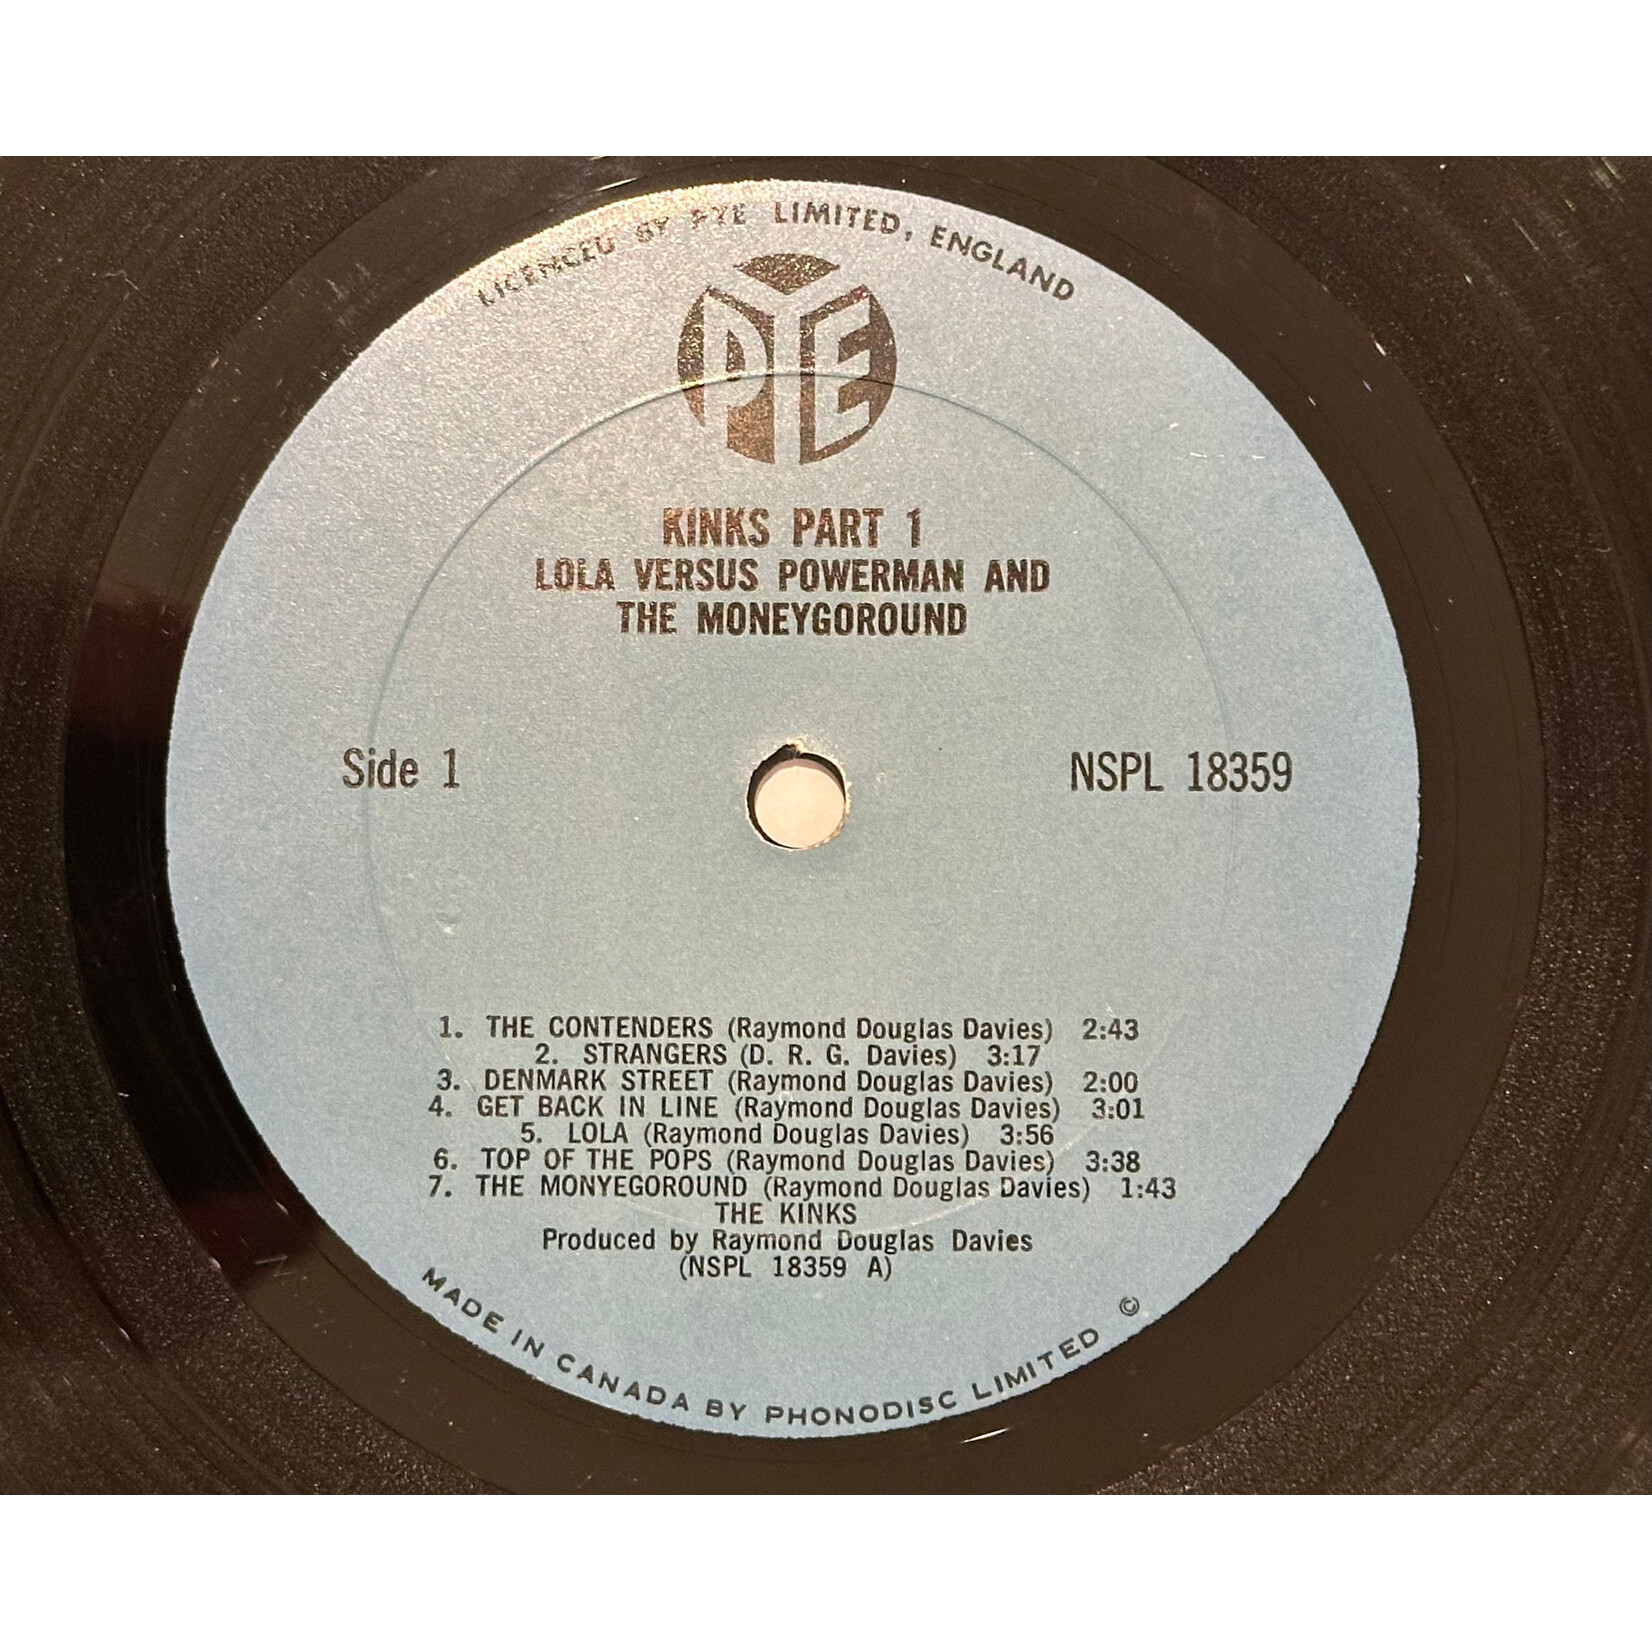 LICENCED BY PYE LIMITED, ENGLAND
PYE
KINKS PART 1
LOLA VERSUS POWERMAN AND
THE MONEYGOROUND
Side 1
NSPL 18359
1. THE CONTENDERS (Raymond Douglas Davies) 2:43
2. STRANGERS (D. R. G. Davies) 3:17
3. DENMARK STREET (Raymond Douglas Davies) 2:00
4. GET BACK IN LINE (Raymond Douglas Davies) 3:01
5. LOLA (Raymond Douglas Davies) 3:56
6. TOP OF THE POPS (Raymond Douglas Davies) 3:38
7. THE MONYEGOROUND (Raymond Douglas Davies) 1:43
THE KINKS
Produced by Raymond Douglas Davies
(NSPL 18359 A)
MADE IN CANADA BY PHONODISC LIMITED ©